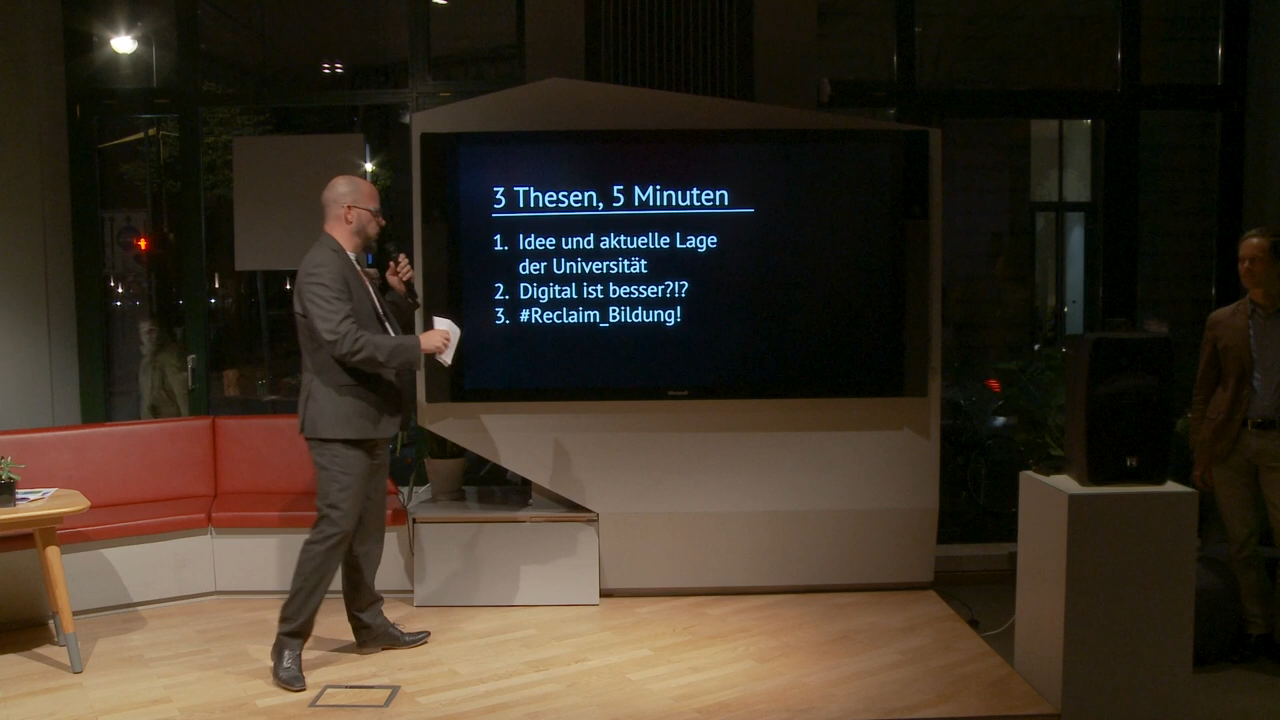 3 Thesen, 5 Minuten
1. Idee und aktuelle Lage
der Universität
2. Digital ist besser?!?
3. #Reclaim_Bildung!